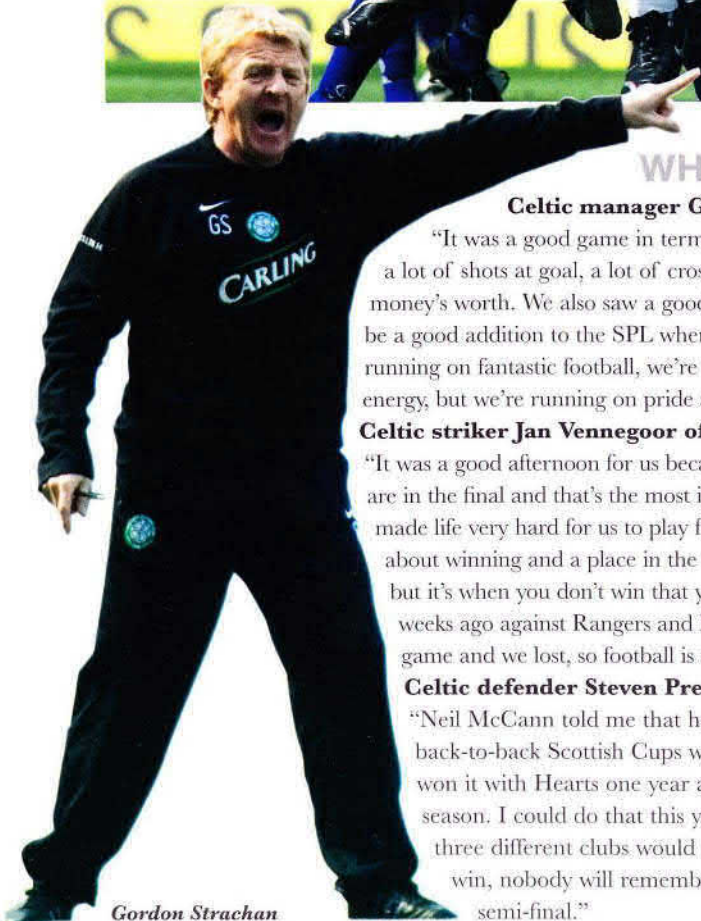 WH
Celtic manager G
"It was a good game in term
a lot of shots at goal, a lot of cros
money's worth. We also saw a good
be a good addition to the SPL when
running on fantastic football, we're
energy, but we're running on pride
Celtic striker Jan Vennegoor of
"It was a good afternoon for us beca
are in the final and that's the most i
made life very hard for us to play f
about winning and a place in the
but it's when you don't win that y
weeks ago against Rangers and
game and we lost, so football is
Celtic defender Steven Pre
"Neil McCann told me that h
back-to-back Scottish Cups w
won it with Hearts one year a
season. I could do that this y
three different clubs would
win, nobody will rememb
semi-final."
GS
CARLING
Gordon Strachan